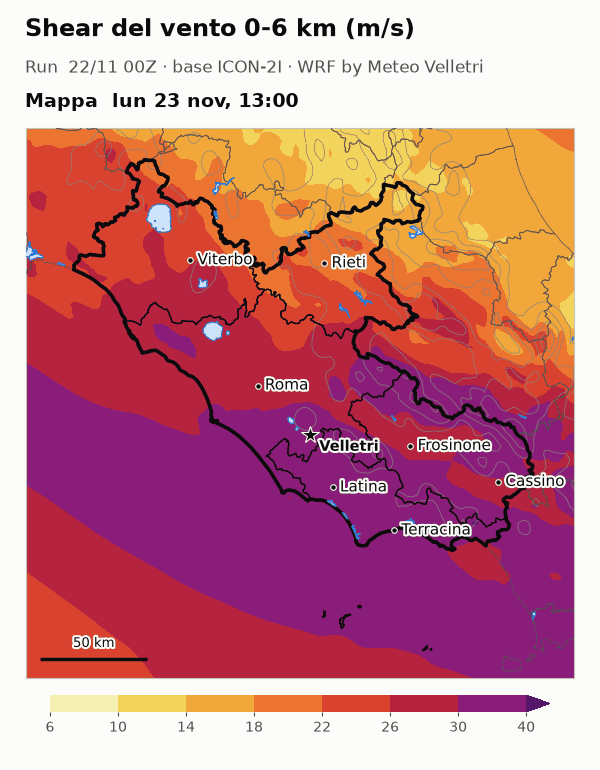 Shear del vento 0-6 km (m/s)
Run  22/11 00Z · base ICON-2I · WRF by Meteo Velletri
Mappa  lun 23 nov, 13:00
Viterbo
Rieti
Roma
Velletri
Frosinone
Cassino
Latina
Terracina
50 km
6 10 14 18 22 26 30 40